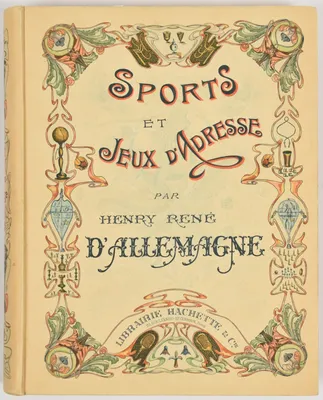 SPORTS
ET
JEUX D'ADRESSE
PAR
HENRY RENÉ
D'ALLEMAGNE
LIBRAIRIE HACHETTE & Cie